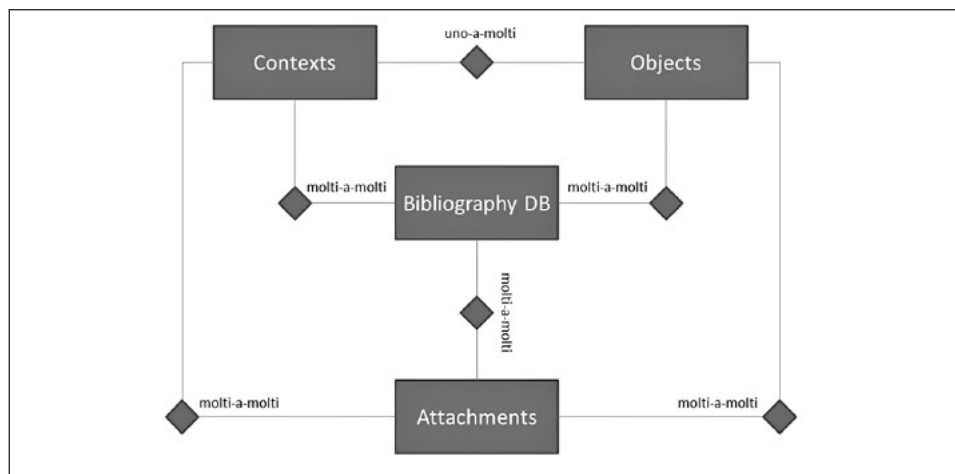 uno-a-molti
Contexts
Objects
molti-a-molti
Bibliography DB
molti-a-molti
molti-a-molti
molti-a-molti
Attachments
molti-a-molti